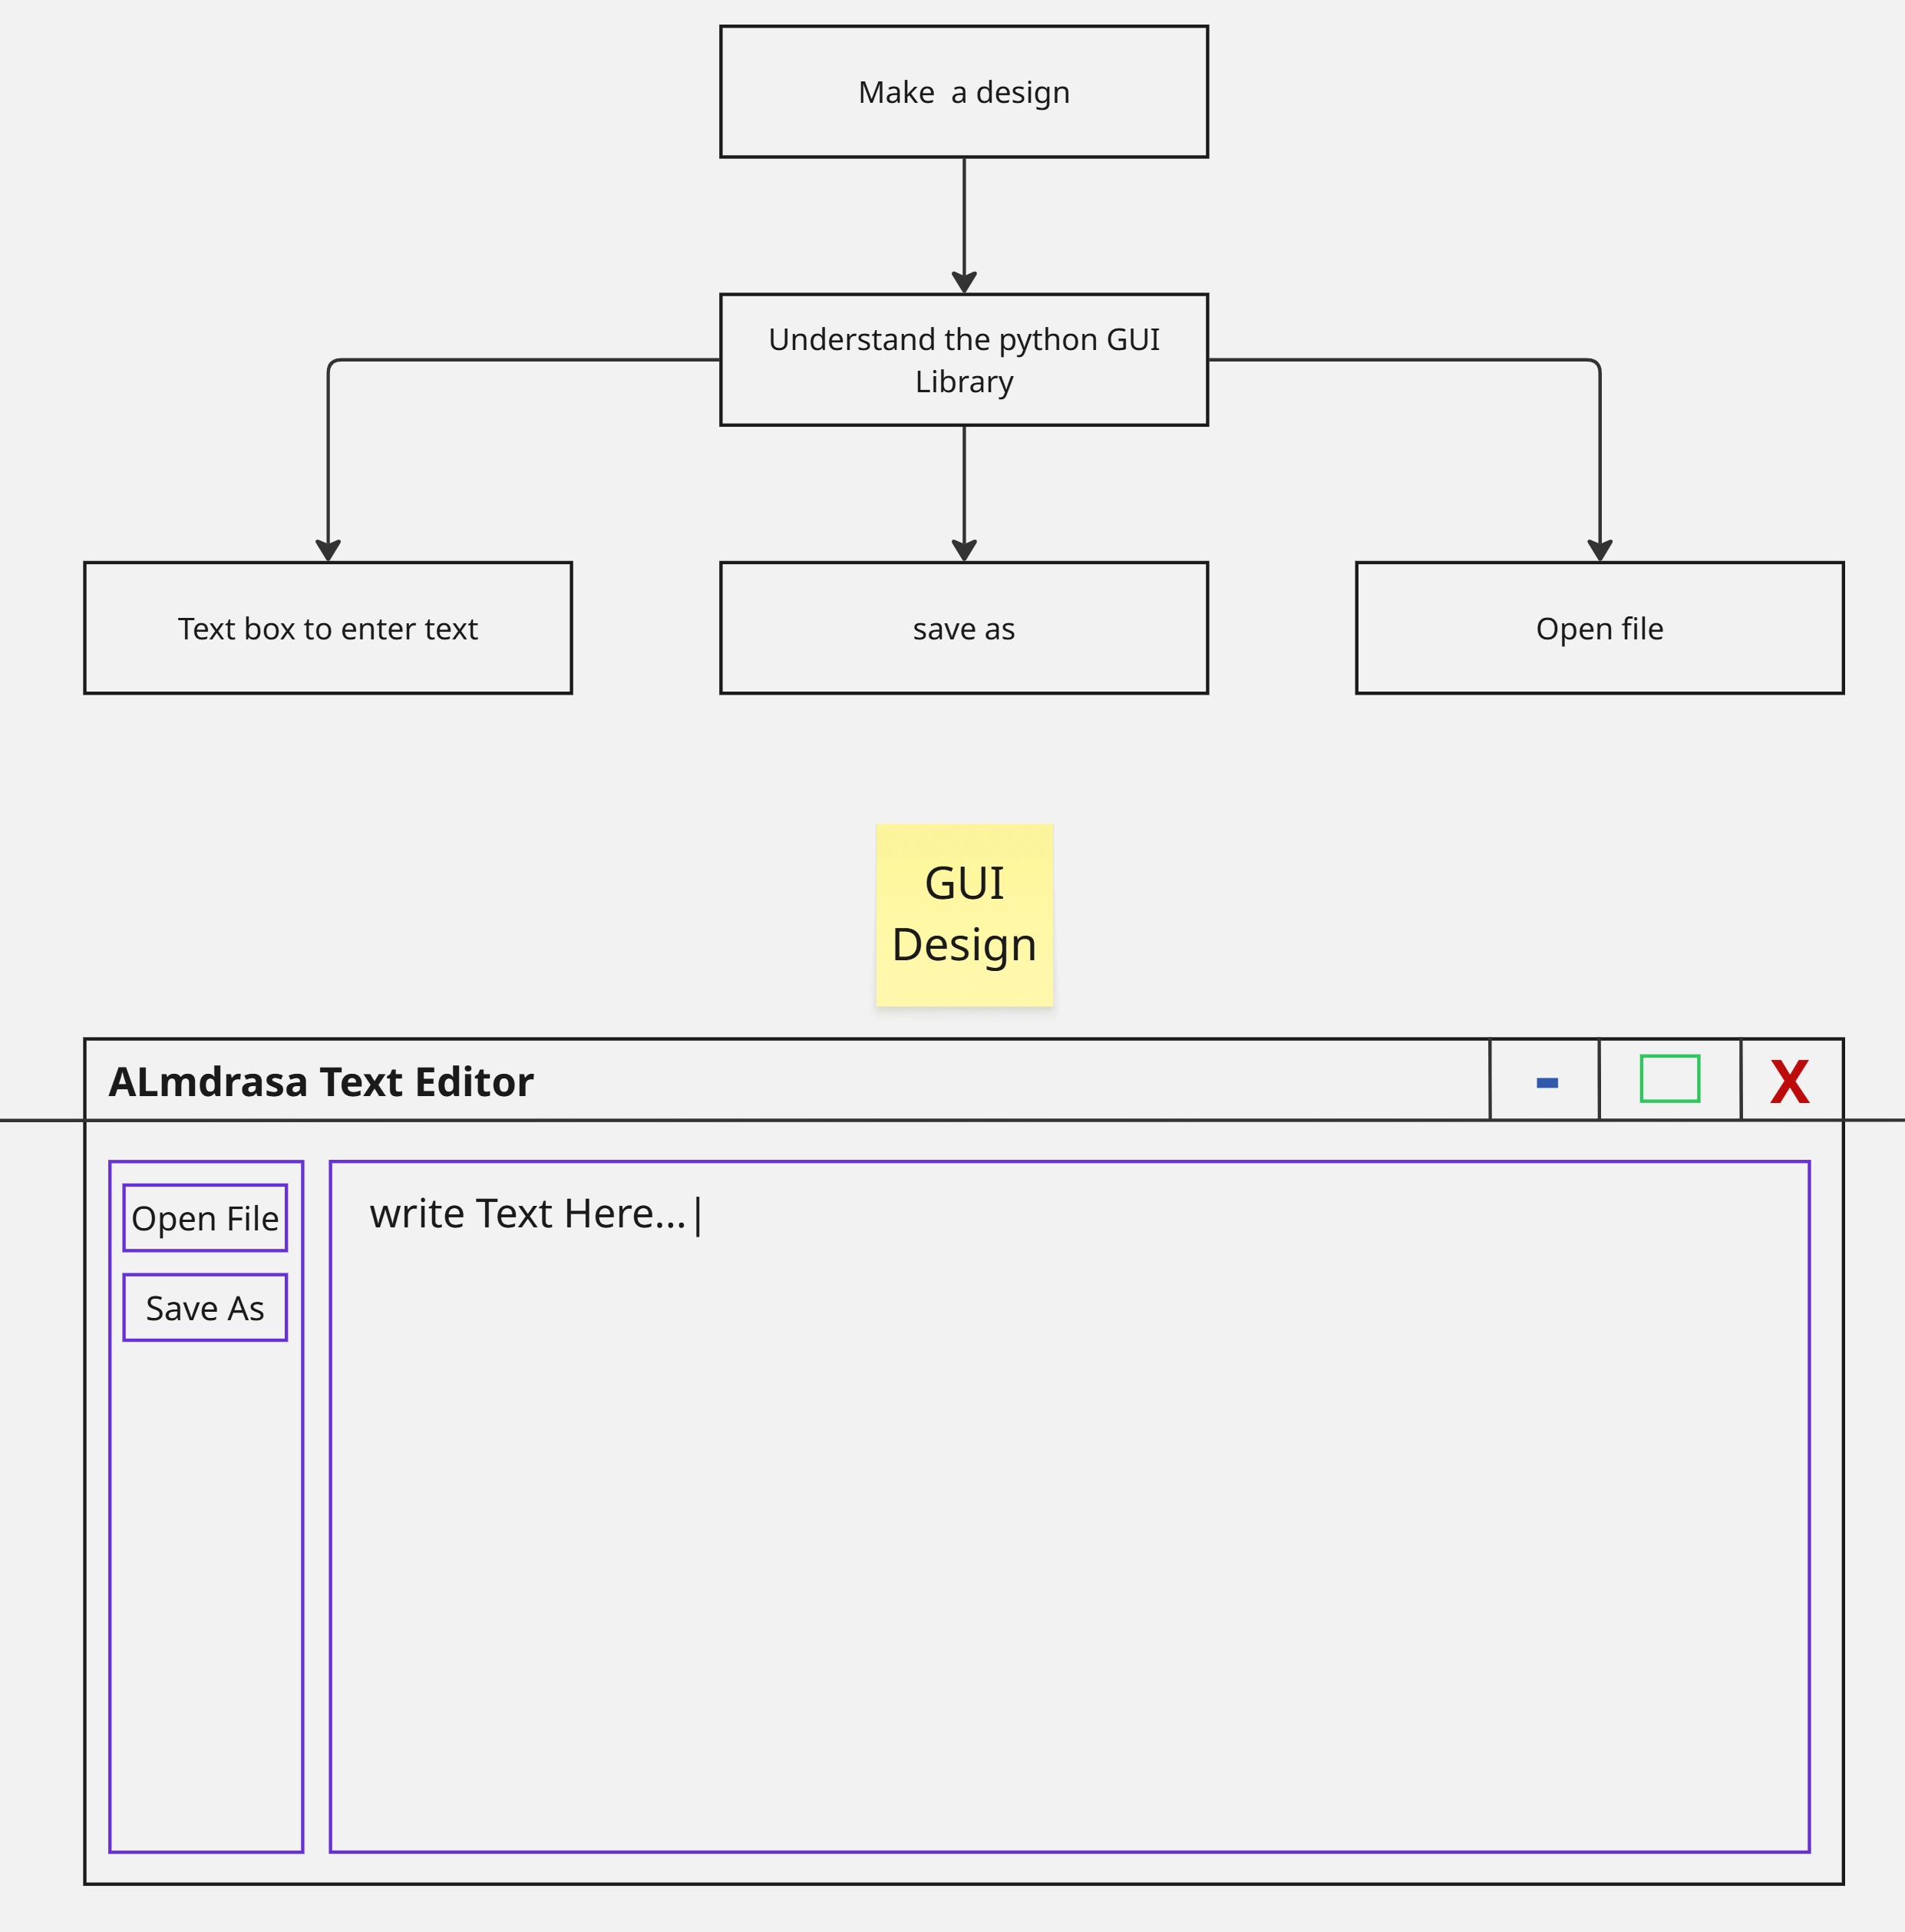 Make  a design
Understand the python GUI
Library
Text box to enter text
save as
Open file
GUI
Design
ALmdrasa Text Editor
-
X
Open File
write Text Here...|
Save As